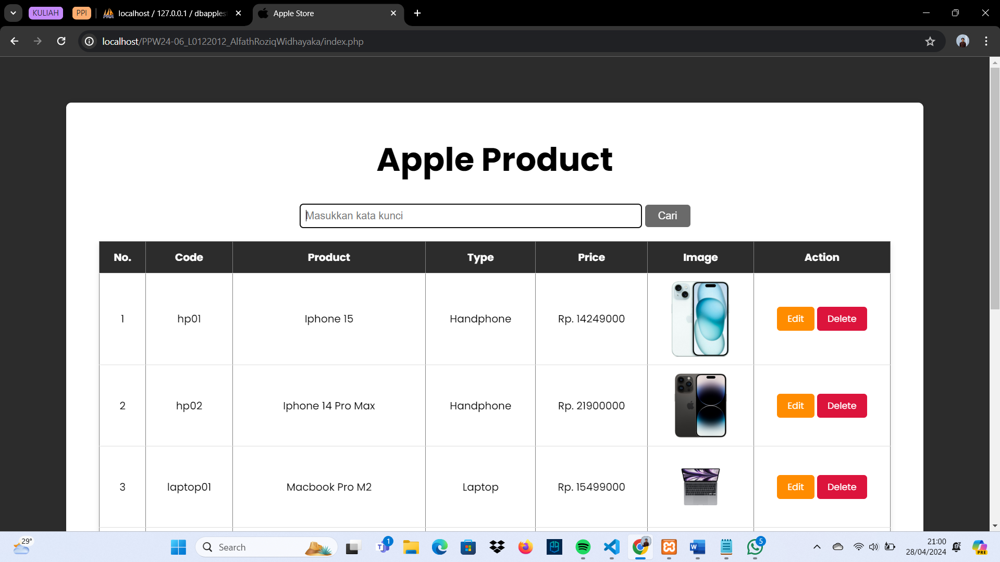 KULIAH PPI localhost / 127.0.0.1 / dbapples Apple Store
localhost/PPW24-06_L0122012_AlfathRoziqWidhayaka/index.php
Apple Product
Masukkan kata kunci Cari
No. Code Product Type Price Image Action
1 hp01 Iphone 15 Handphone Rp. 14249000 Edit Delete
2 hp02 Iphone 14 Pro Max Handphone Rp. 21900000 Edit Delete
3 laptop01 Macbook Pro M2 Laptop Rp. 15499000 Edit Delete
29° Search 1 5 21:00
28/04/2024 PRE